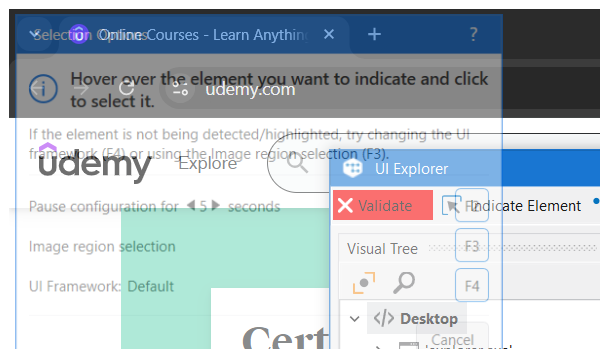 Selection Options
Online Courses - Learn Anythin
?
Hover over the element you want to indicate and click
to select it.
udemy.com
If the element is not being detected/highlighted, try changing the UI
framework (F4) or using the Image region selection (F3).
udemy
Explore
UI Explorer
Pause configuration for 5 seconds
Validate
Indicate Element
F2
Image region selection
Visual Tree
F3
UI Framework: Default
F4
</> Desktop
Cert
Cancel